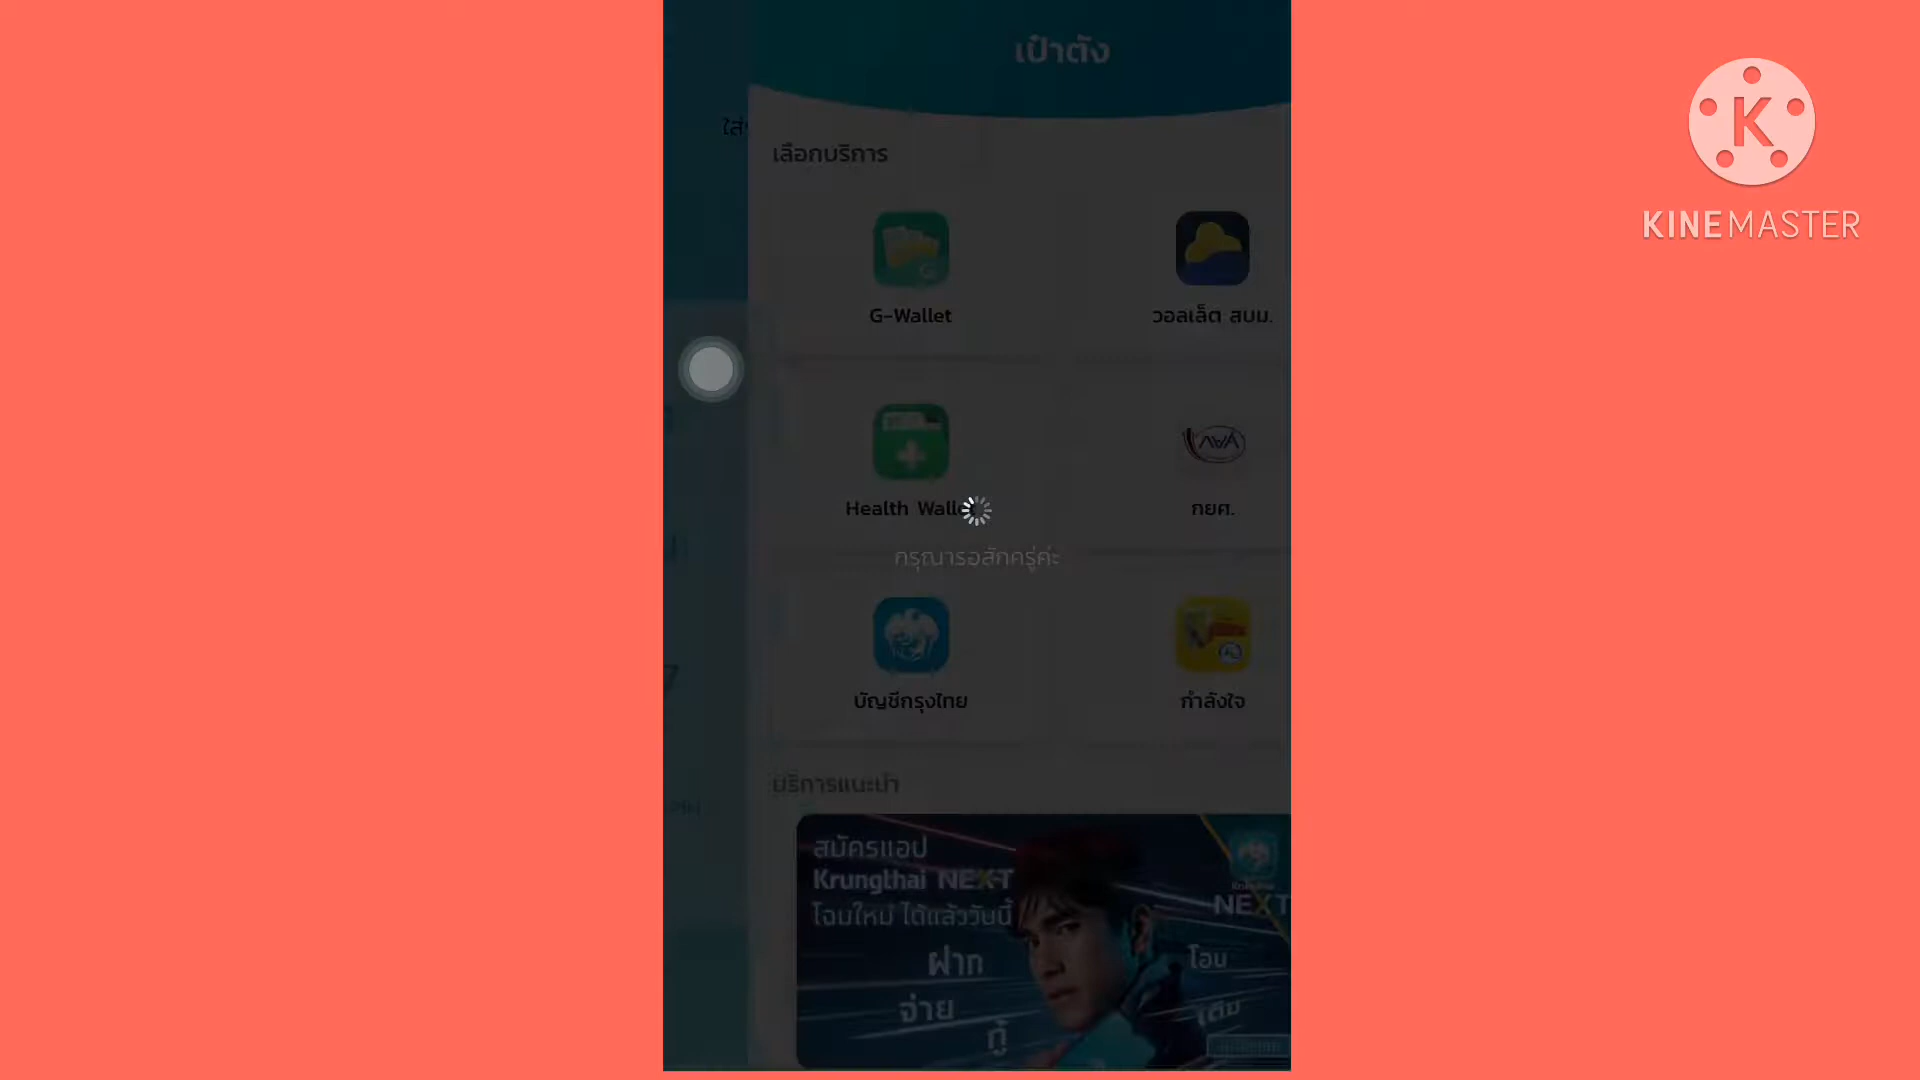 เป๋าตัง
K
KINEMASTER
ใส่
เลือกบริการ
G-Wallet
วอลเล็ต สบม.
Health Wall
กยศ.
กรุณารอสักครู่ค่ะ
บัญชีกรุงไทย
กำลังใจ
บริการแนะนำ
สมัครแอป
Krungthai NEXT
โฉมใหม่ ได้แล้ววันนี้
NEXT
ฝาก
โอน
จ่าย
เติม
กู้